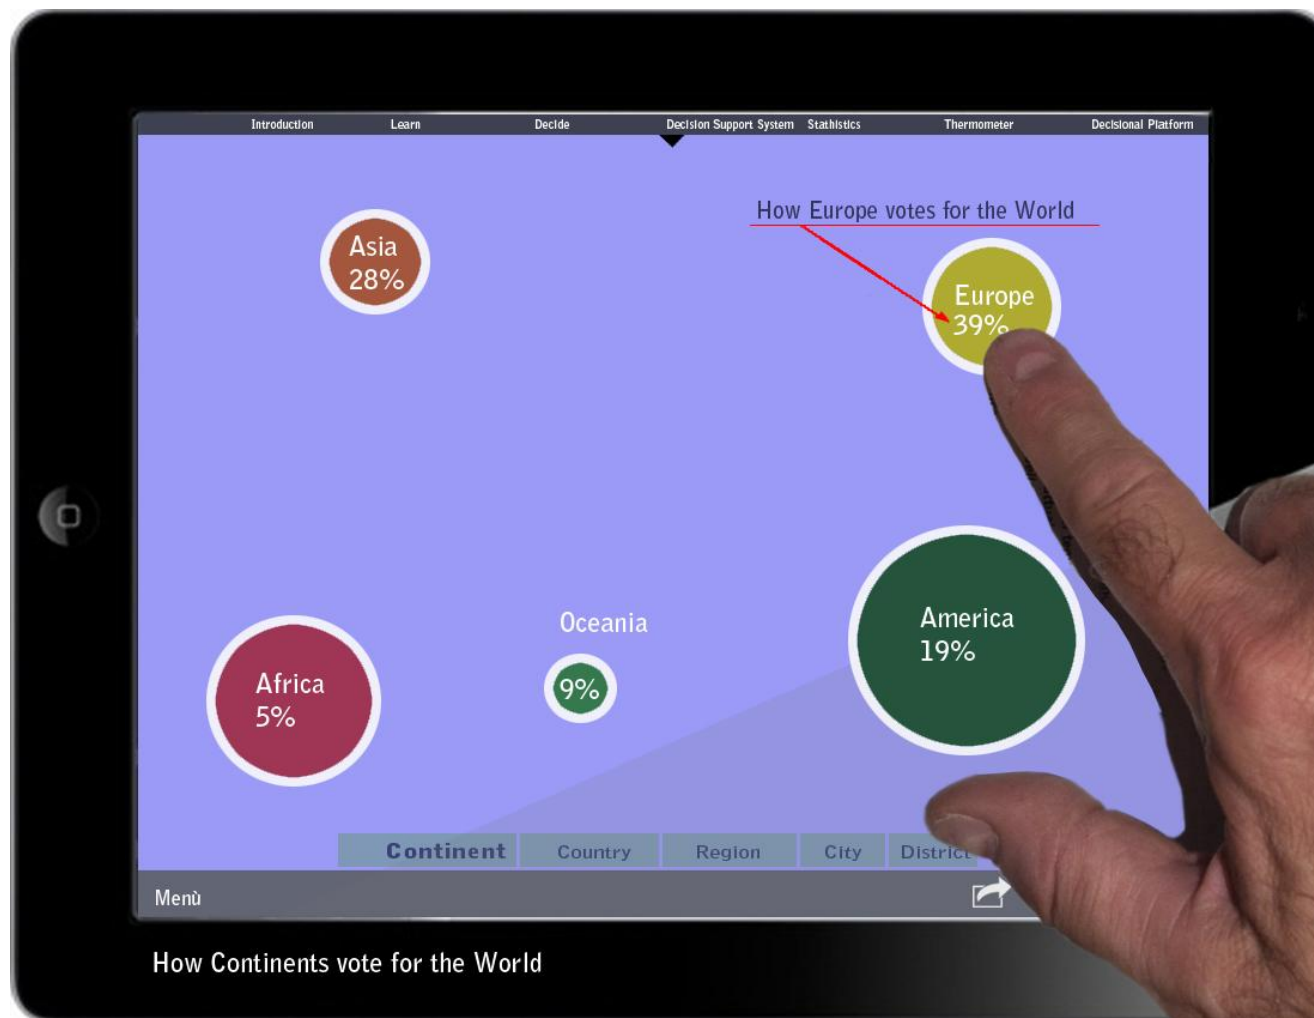 Introduction Learn Decide Decision Support System Stathistics Thermometer Decisional Platform
How Europe votes for the World
Asia
28%
Europe
39%
Oceania
9%
America
19%
Africa
5%
Continent Country Region City District
Menù
How Continents vote for the World